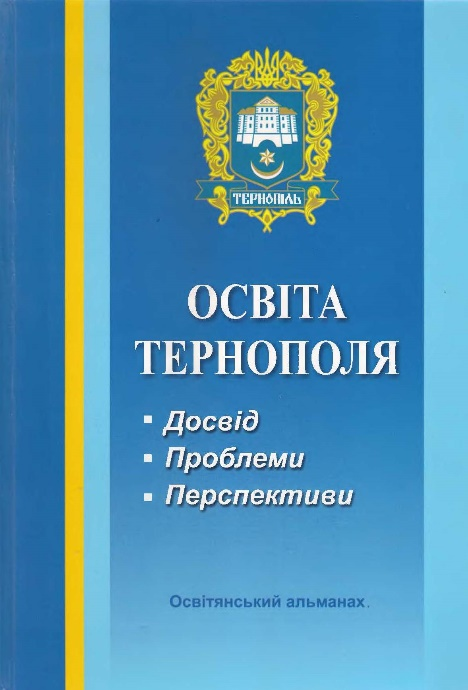 ТЕРНОПІЛЬ
ОСВІТА
ТЕРНОПОЛЯ
▪ Досвід
▪ Проблеми
▪ Перспективи
Освітянський альманах.